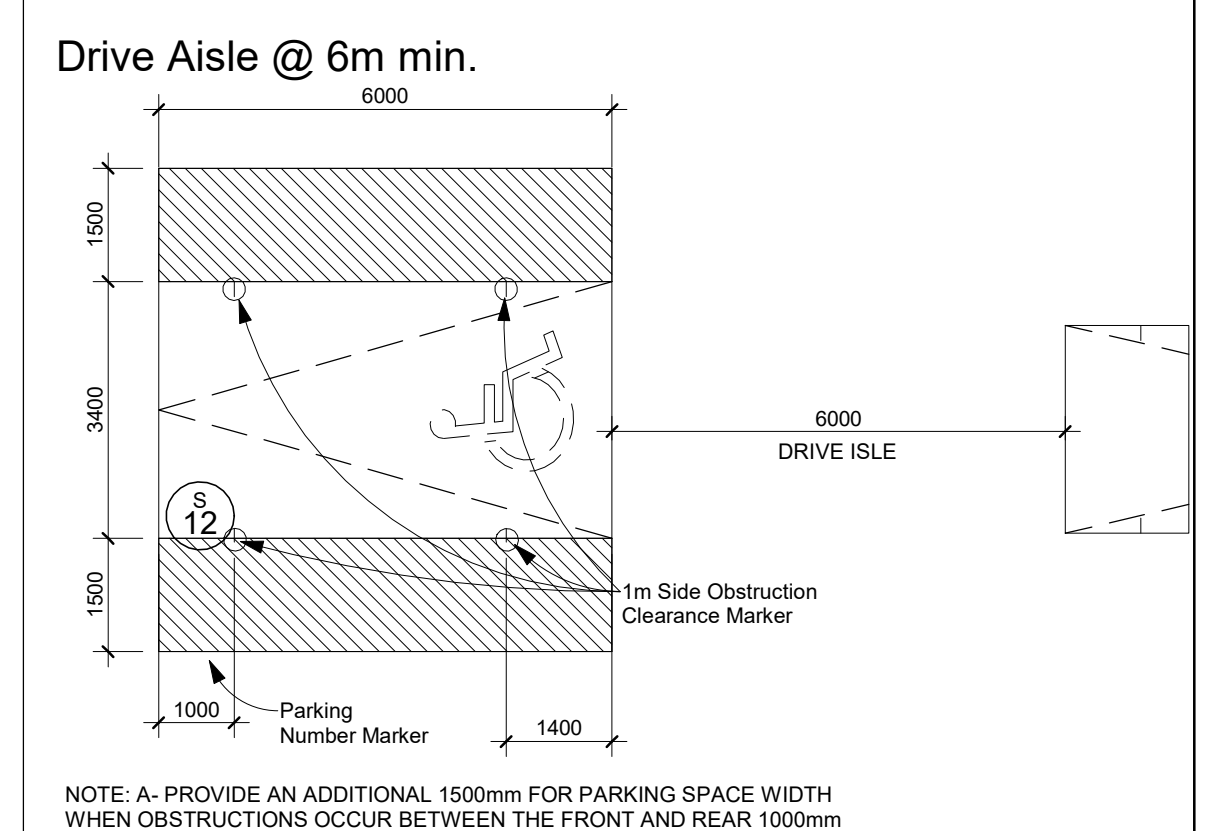 Drive Aisle @ 6m min.
6000
1500
3400
6000
DRIVE ISLE
S
12
1500
1m Side Obstruction
Clearance Marker
1000
Parking
Number Marker
1400
NOTE: A- PROVIDE AN ADDITIONAL 1500mm FOR PARKING SPACE WIDTH
WHEN OBSTRUCTIONS OCCUR BETWEEN THE FRONT AND REAR 1000mm